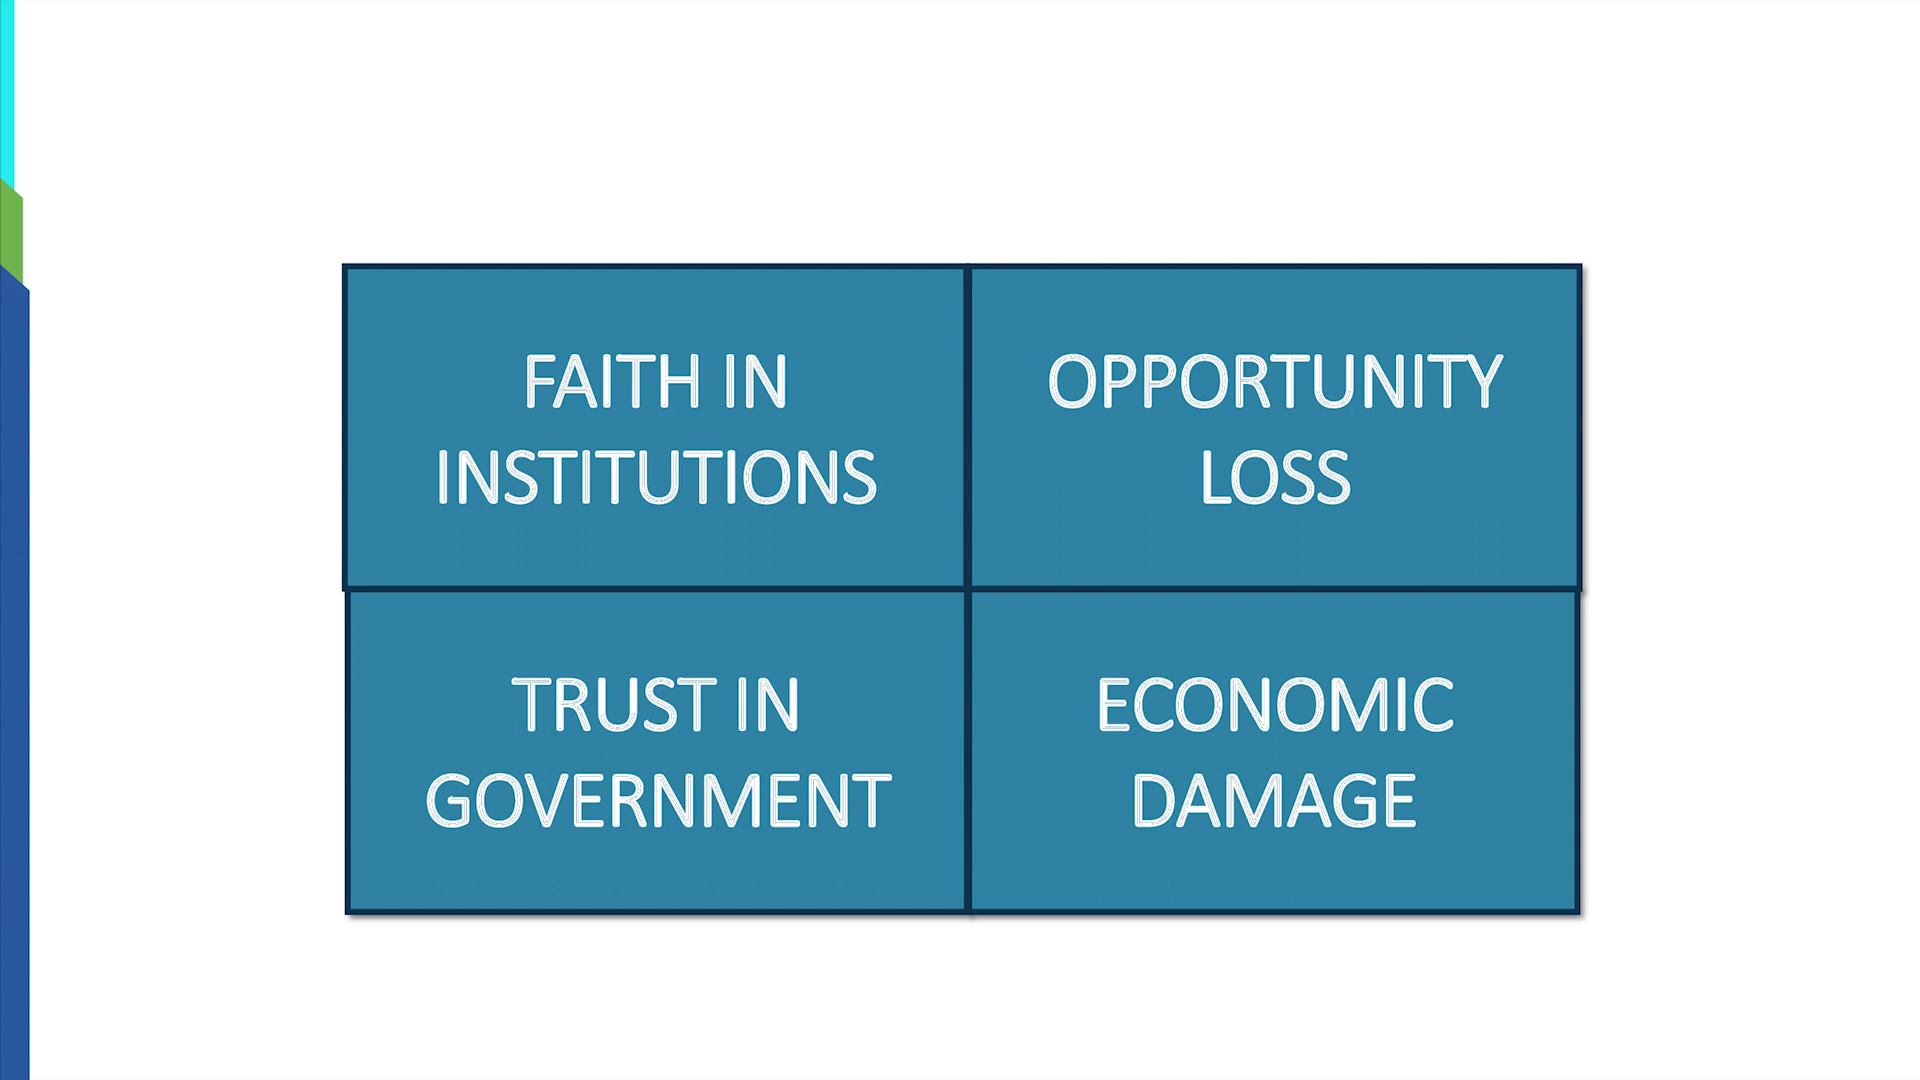 FAITH IN
INSTITUTIONS
OPPORTUNITY
LOSS
TRUST IN
GOVERNMENT
ECONOMIC
DAMAGE